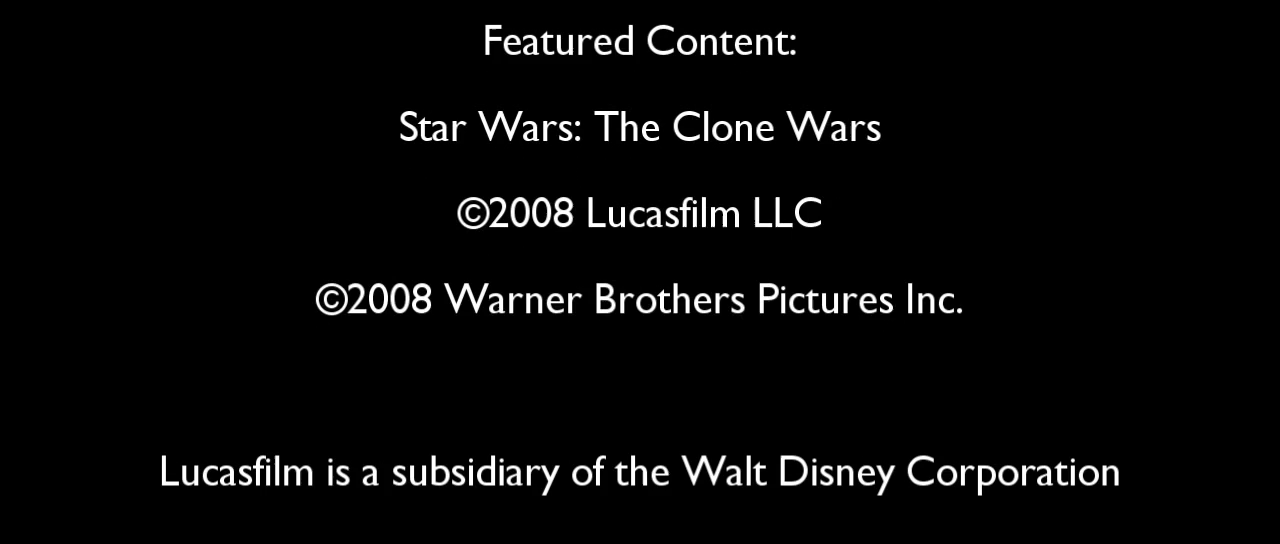 Featured Content:
Star Wars: The Clone Wars
©2008 Lucasfilm LLC
©2008 Warner Brothers Pictures Inc.
Lucasfilm is a subsidiary of the Walt Disney Corporation